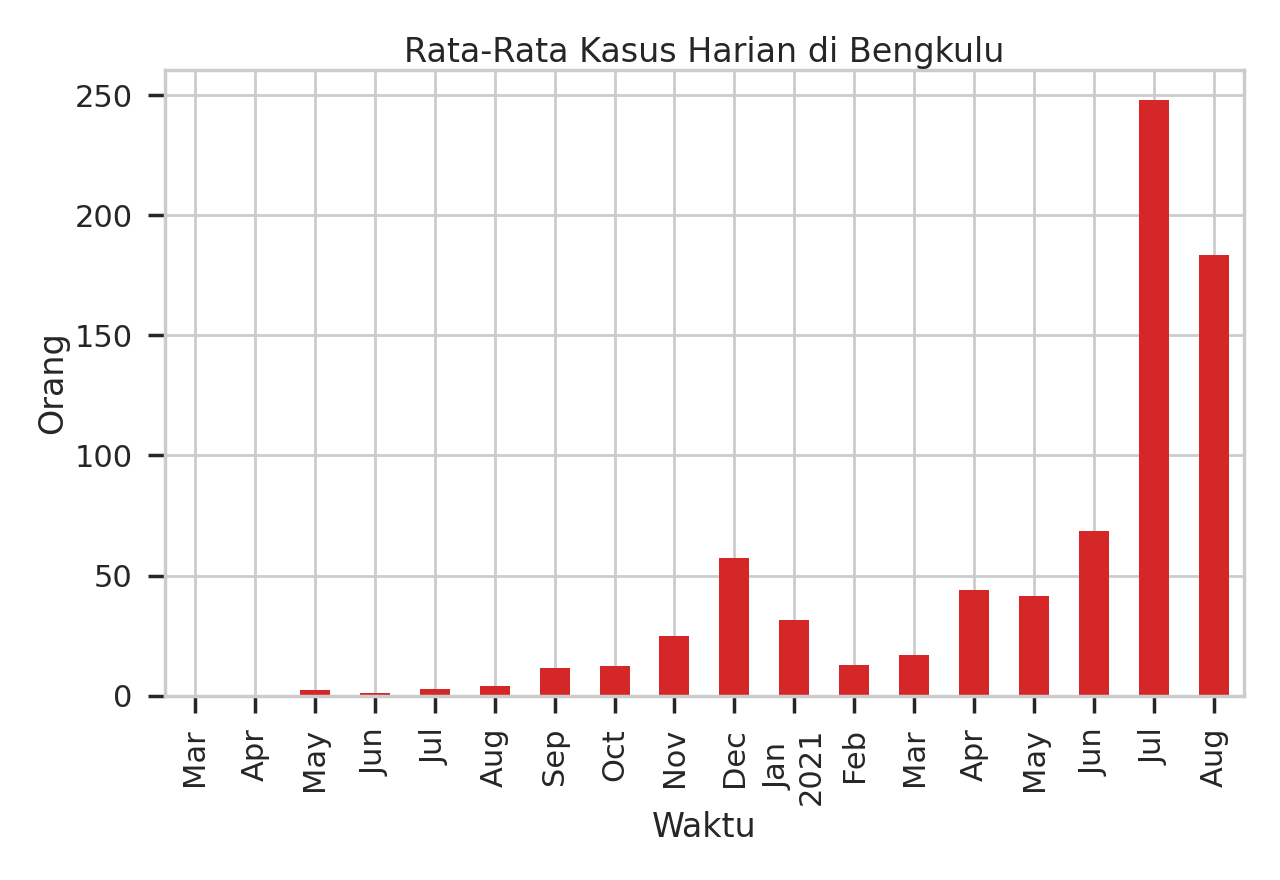 Rata-Rata Kasus Harian di Bengkulu
250
200
150
100
50
0
Orang
Mar
Apr
May
Jun
Jul
Aug
Sep
Oct
Nov
Dec
Jan
2021
Feb
Mar
Apr
May
Jun
Jul
Aug
Waktu